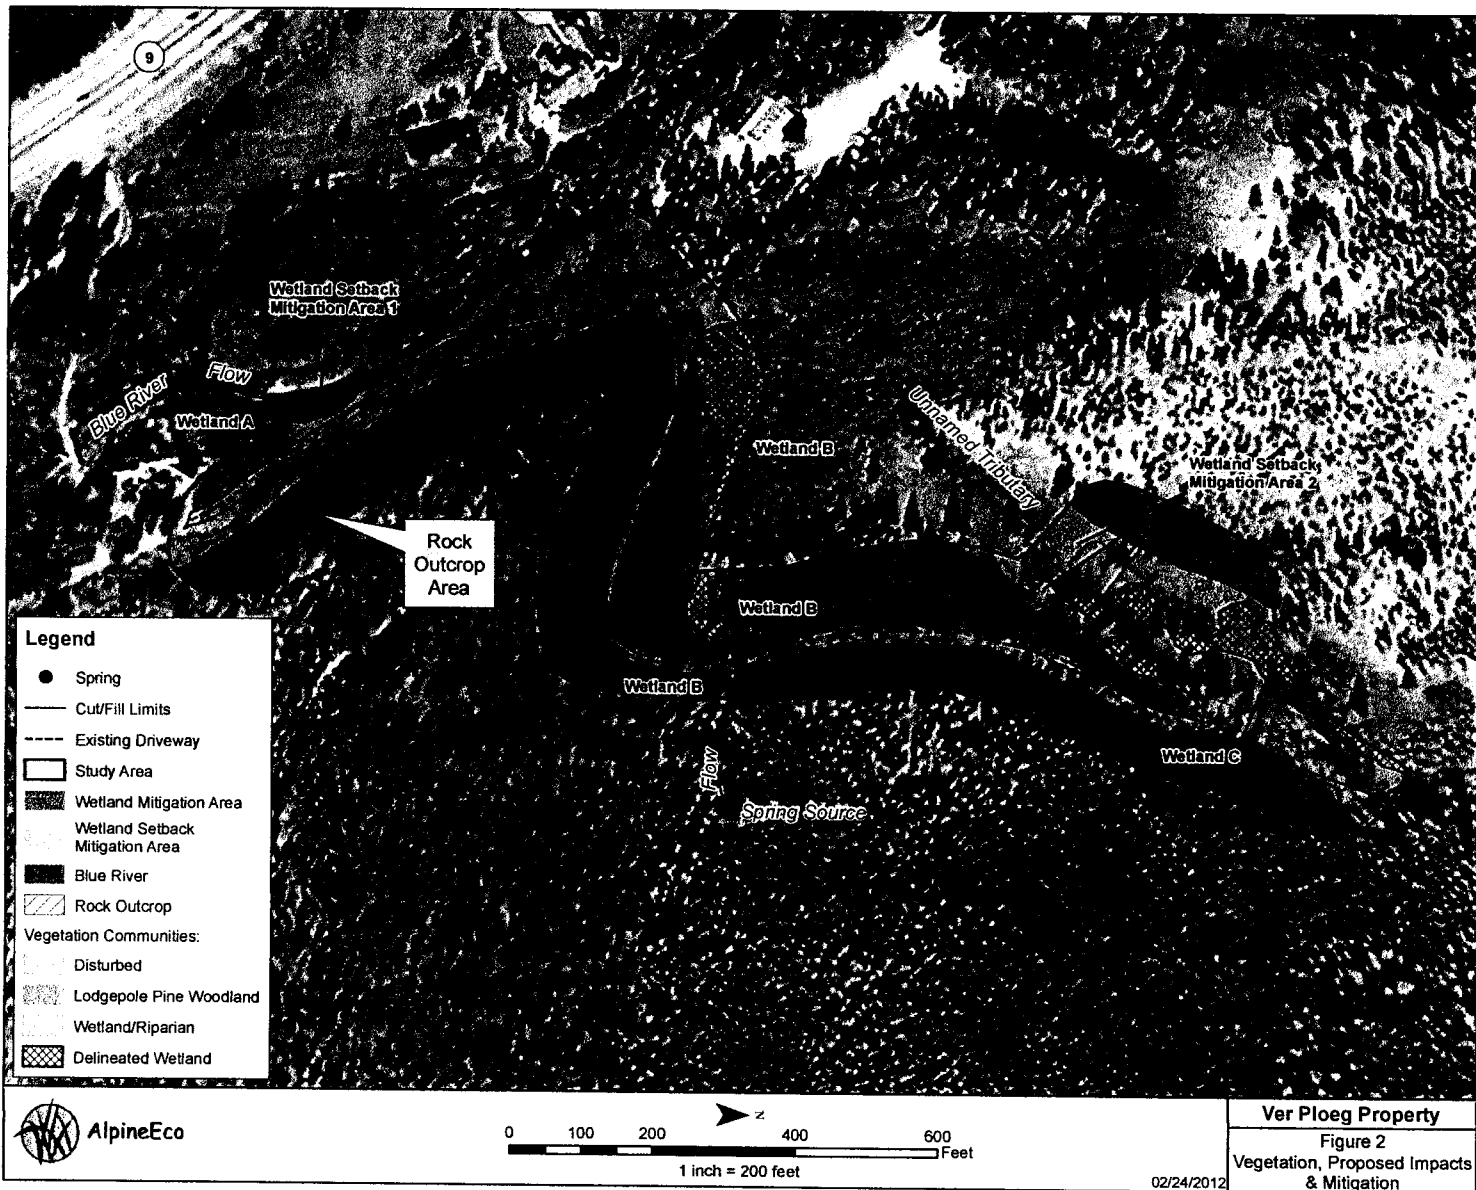 9
Wetland Setback
Mitigation Area 1
Blue River
Flow
Wetland A
Rock
Outcrop
Area
Wetland B
Unnamed Tributary
Wetland Setback
Mitigation Area 2
Wetland B
Wetland B
Wetland C
Flow
Spring Source
Legend
Spring
Cut/Fill Limits
Existing Driveway
Study Area
Wetland Mitigation Area
Wetland Setback
Mitigation Area
Blue River
Rock Outcrop
Vegetation Communities:
Disturbed
Lodgepole Pine Woodland
Wetland/Riparian
Delineated Wetland
AlpineEco
N
0 100 200 400 600
Feet
1 inch = 200 feet
02/24/2012
Ver Ploeg Property
Figure 2
Vegetation, Proposed Impacts
& Mitigation